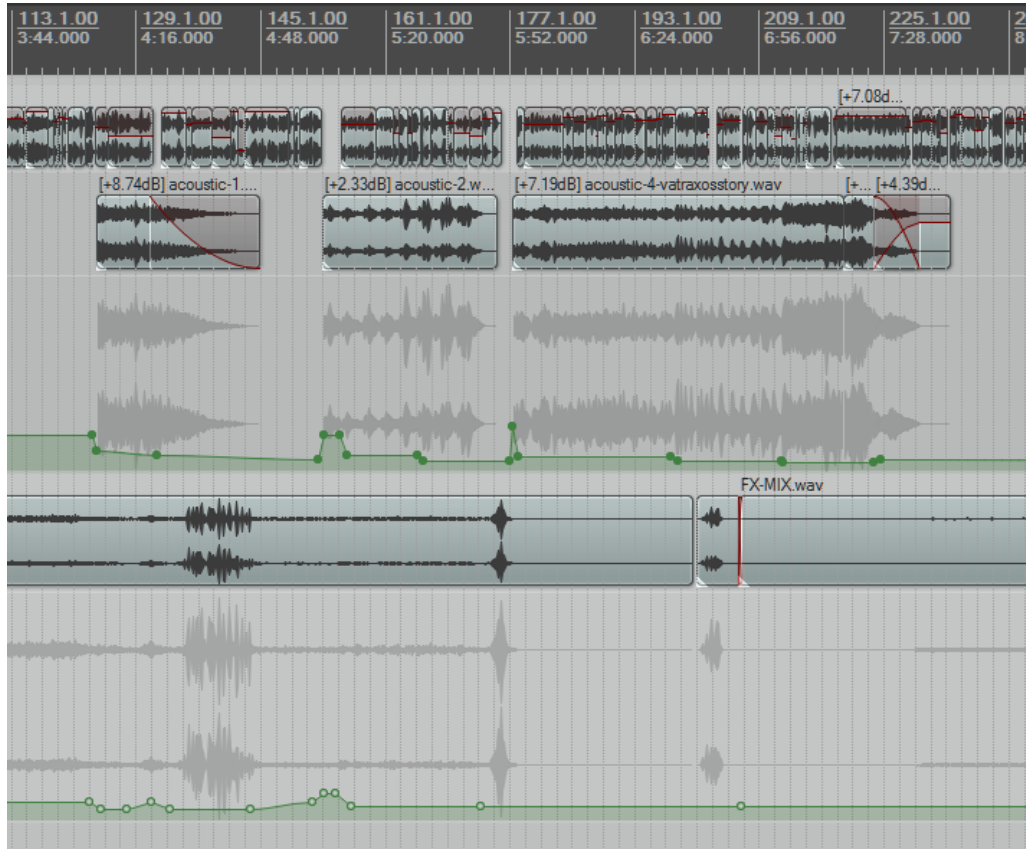 113.1.00 129.1.00 145.1.00 161.1.00 177.1.00 193.1.00 209.1.00 225.1.00 2
3:44.000 4:16.000 4:48.000 5:20.000 5:52.000 6:24.000 6:56.000 7:28.000 8
[+7.08d...
[+8.74dB] acoustic-1.... [+2.33dB] acoustic-2.w... [+7.19dB] acoustic-4-vatraxosstory.wav [+... [+4.39d...
FX-MIX.wav